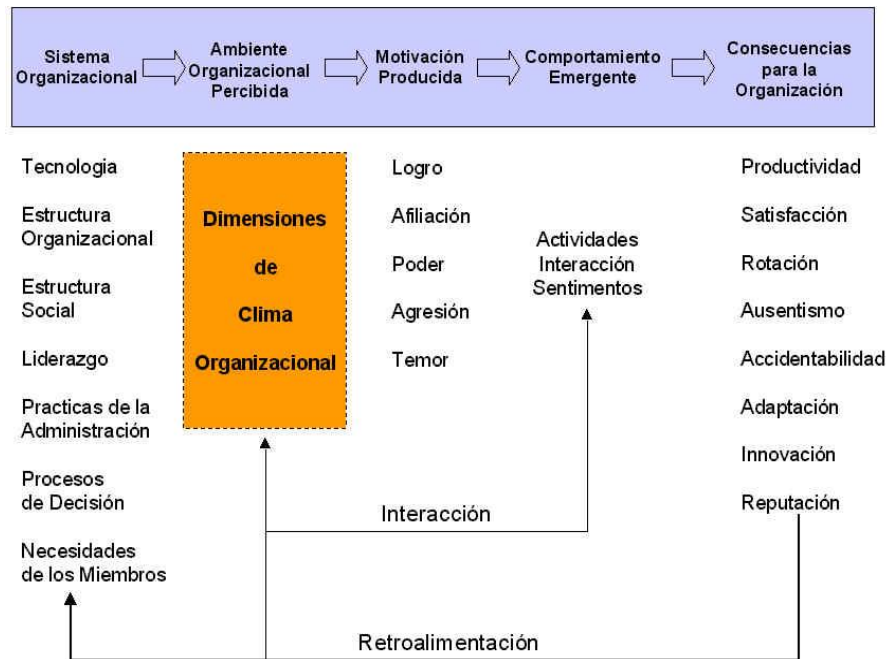 Sistema
Organizacional
Ambiente
Organizacional
Percibida
Motivación
Producida
Comportamiento
Emergente
Consecuencias
para la
Organización
Tecnologia
Estructura
Organizacional
Estructura
Social
Liderazgo
Practicas de la
Administración
Procesos
de Decisión
Necesidades
de los Miembros
Dimensiones
de
Clima
Organizacional
Logro
Afiliación
Poder
Agresión
Temor
Actividades
Interacción
Sentimentos
Productividad
Satisfacción
Rotación
Ausentismo
Accidentabilidad
Adaptación
Innovación
Reputación
Interacción
Retroalimentación